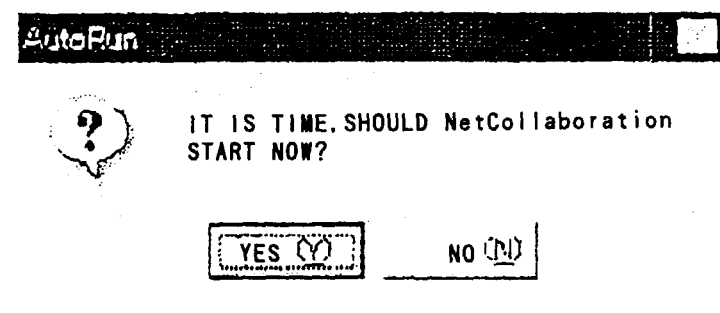 AutoRun
?
IT IS TIME, SHOULD NetCollaboration
START NOW?
YES (Y) NO (N)